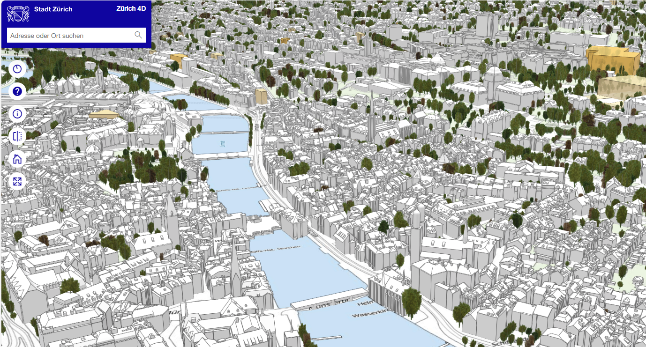 Stadt Zürich
Zürich 4D
Adresse oder Ort suchen